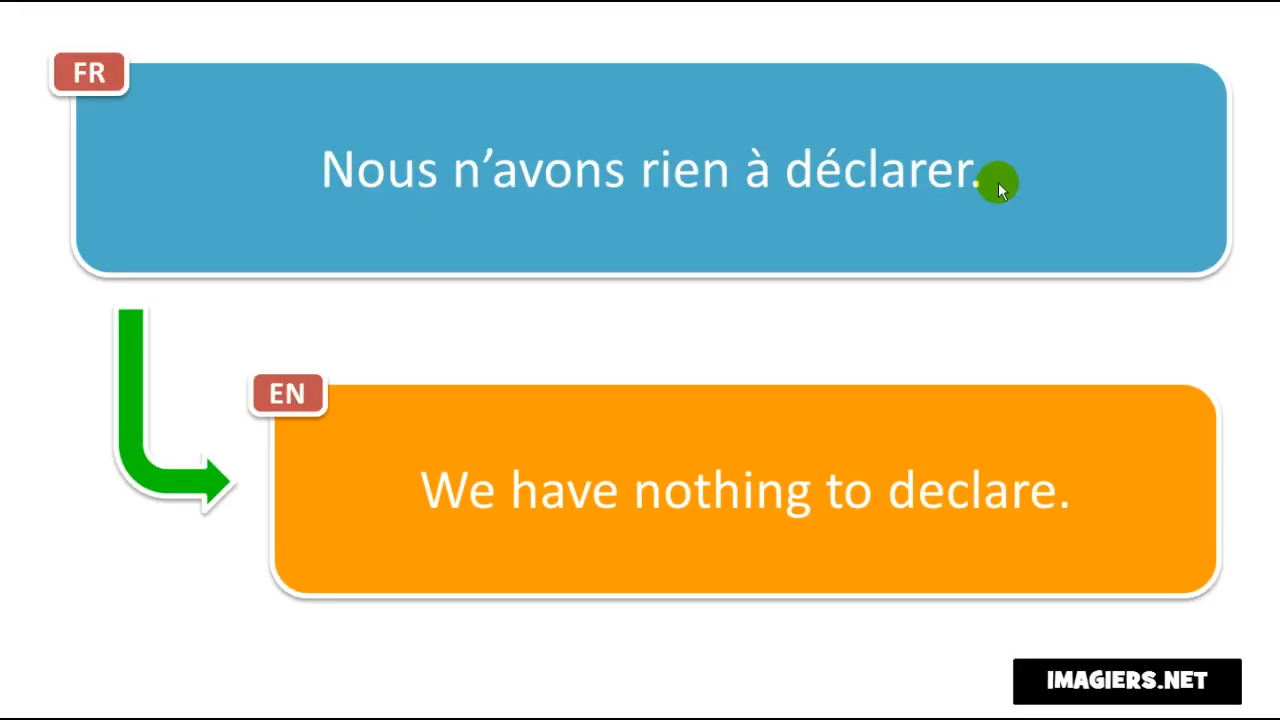 FR
Nous n’avons rien à déclarer.
EN
We have nothing to declare.
IMAGIERS.NET